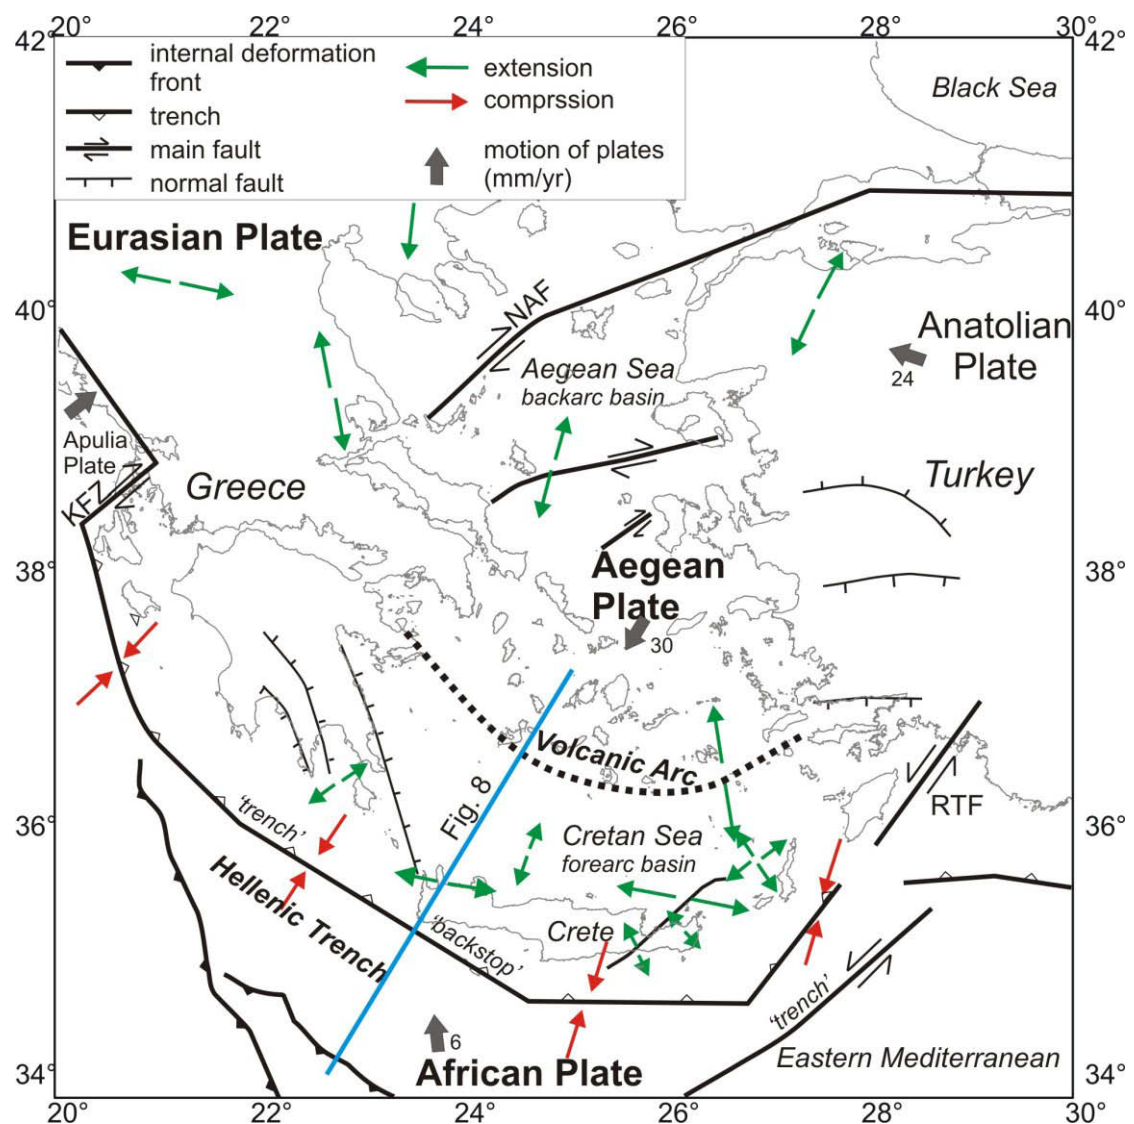 20°
22°
24°
26°
28°
30°
42°
42°
internal deformation
front
trench
main fault
normal fault
extension
comprssion
motion of plates
(mm/yr)
Black Sea
Eurasian Plate
40°
40°
NAF
Anatolian
Plate
24
Aegean Sea
backarc basin
Apulia
Plate
KFZ
Greece
Turkey
38°
38°
Aegean
Plate
30
Volcanic Arc
Fig. 8
RTF
36°
36°
'trench'
Cretan Sea
forearc basin
Hellenic Trench
'backstop'
Crete
'trench'
6
African Plate
Eastern Mediterranean
34°
34°
20°
22°
24°
26°
28°
30°